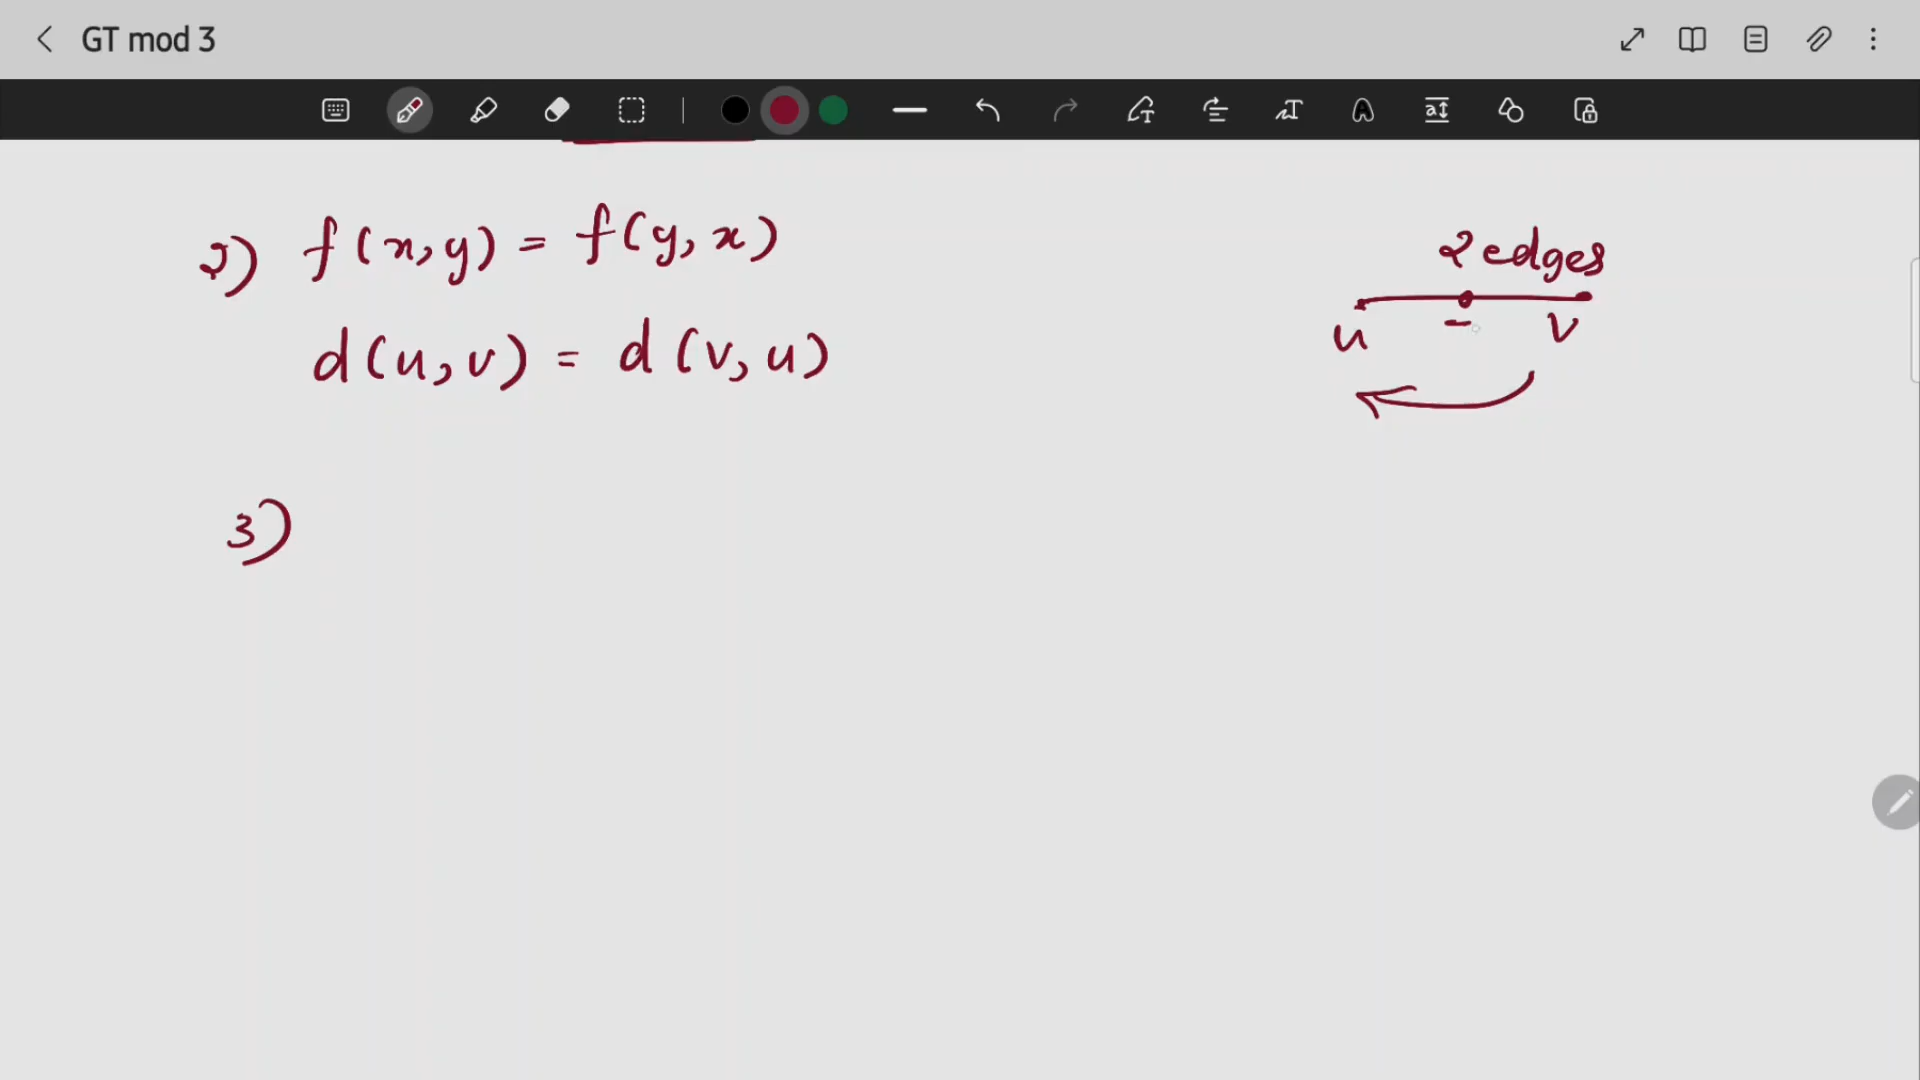 GT mod 3
2) f(x,y) = f(y,x)
2 edges
u v
d(u,v) = d(v,u)
3)